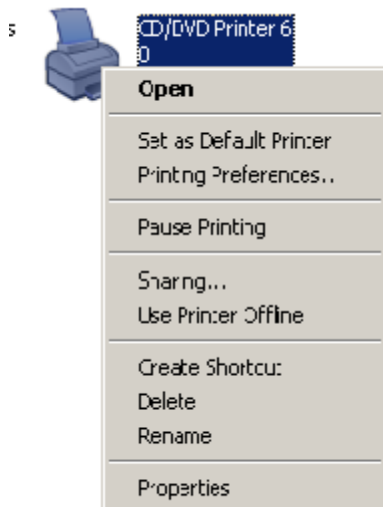 s
CD/DVD Printer 6
0
Open
Set as Default Printer
Printing Preferences...
Pause Printing
Sharing...
Use Printer Offline
Create Shortcut
Delete
Rename
Properties